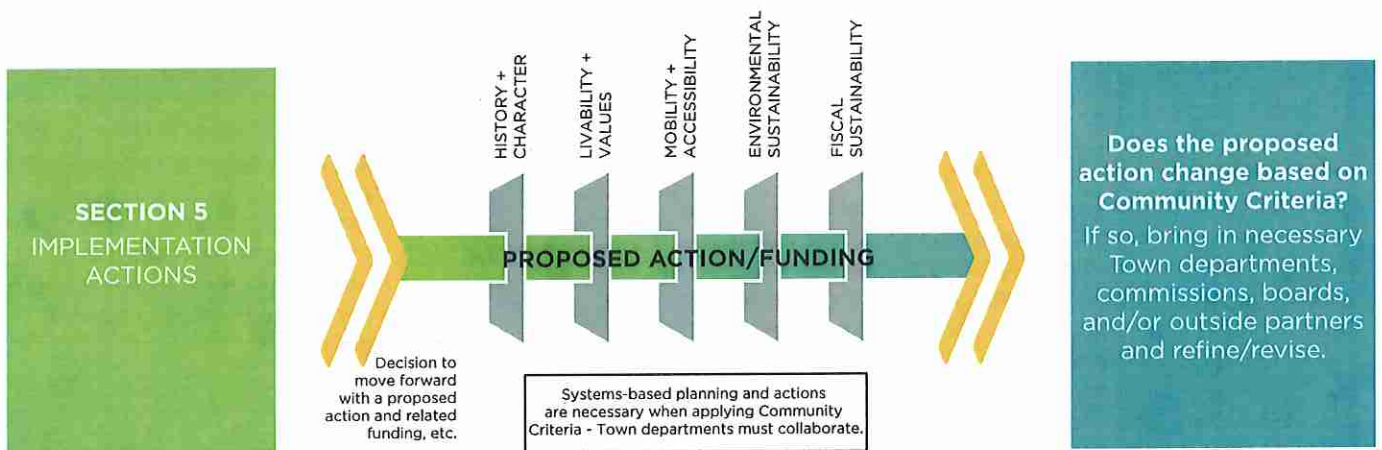 SECTION 5
IMPLEMENTATION
ACTIONS
HISTORY +
CHARACTER
LIVABILITY +
VALUES
MOBILITY +
ACCESSIBILITY
ENVIRONMENTAL
SUSTAINABILITY
FISCAL
SUSTAINABILITY
PROPOSED ACTION/FUNDING
Decision to
move forward
with a proposed
action and related
funding, etc.
Systems-based planning and actions
are necessary when applying Community
Criteria - Town departments must collaborate.
Does the proposed
action change based on
Community Criteria?
If so, bring in necessary
Town departments,
commissions, boards,
and/or outside partners
and refine/revise.